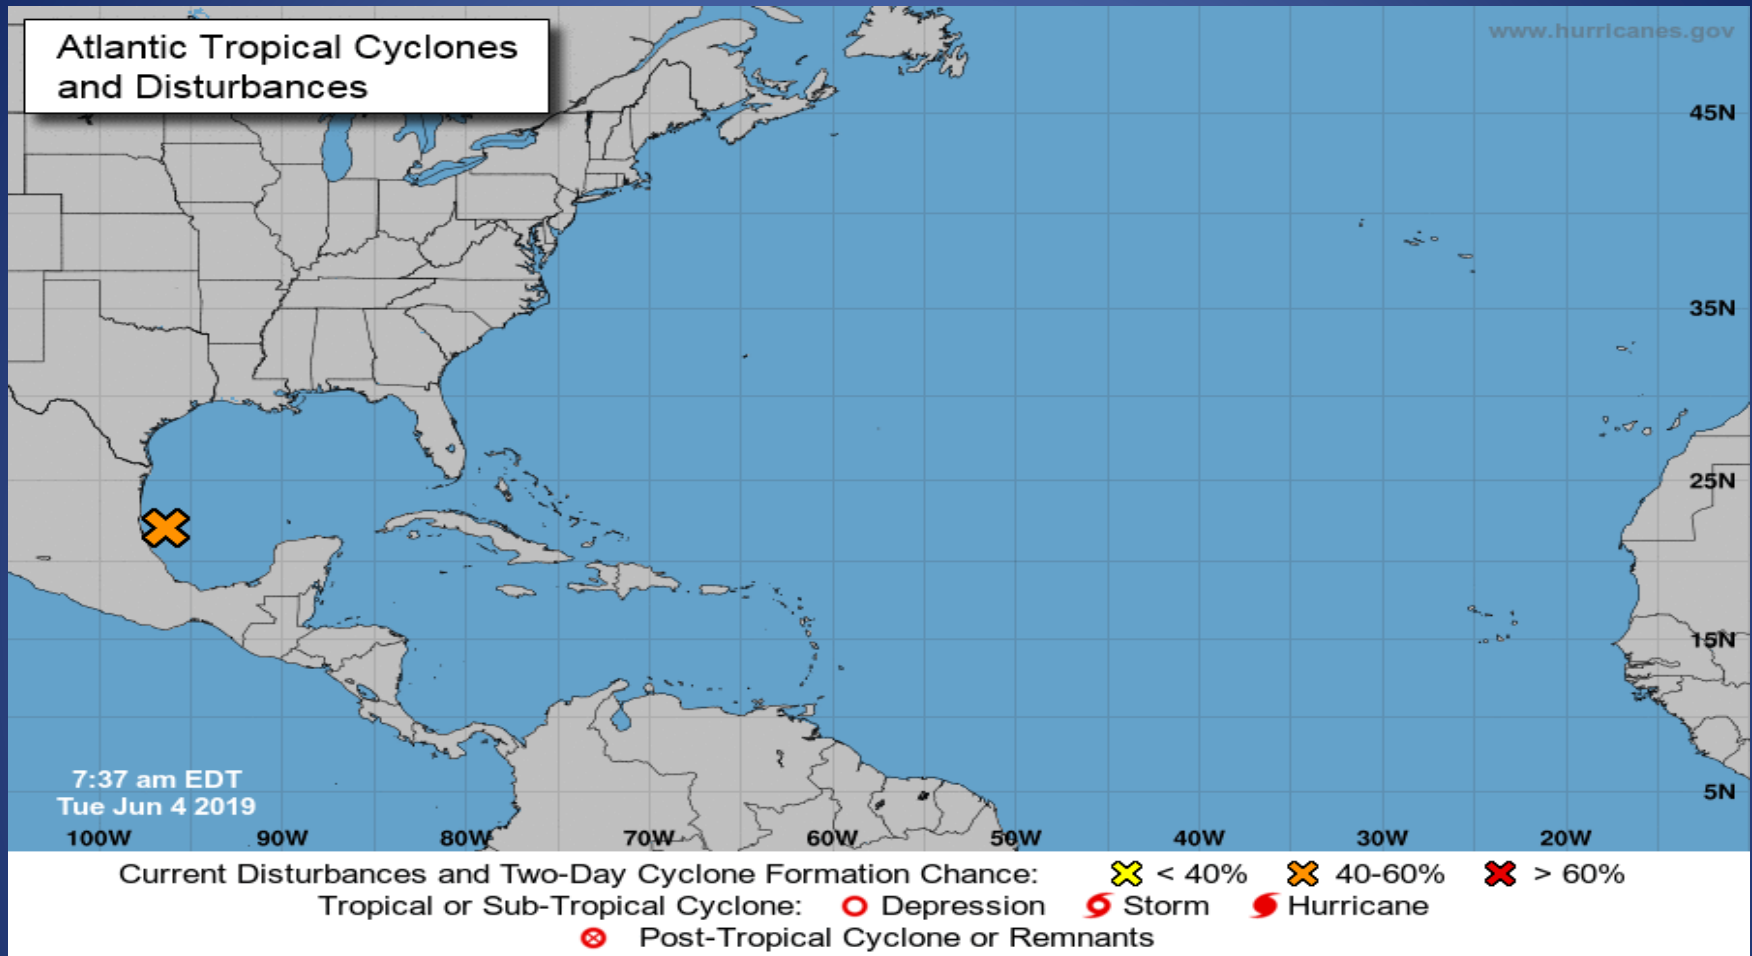 Atlantic Tropical Cyclones
and Disturbances
www.hurricanes.gov
45N
35N
25N
15N
5N
7:37 am EDT
Tue Jun 4 2019
100W 90W 80W 70W 60W 50W 40W 30W 20W
Current Disturbances and Two-Day Cyclone Formation Chance: < 40% 40-60% > 60%
Tropical or Sub-Tropical Cyclone: Depression Storm Hurricane
Post-Tropical Cyclone or Remnants